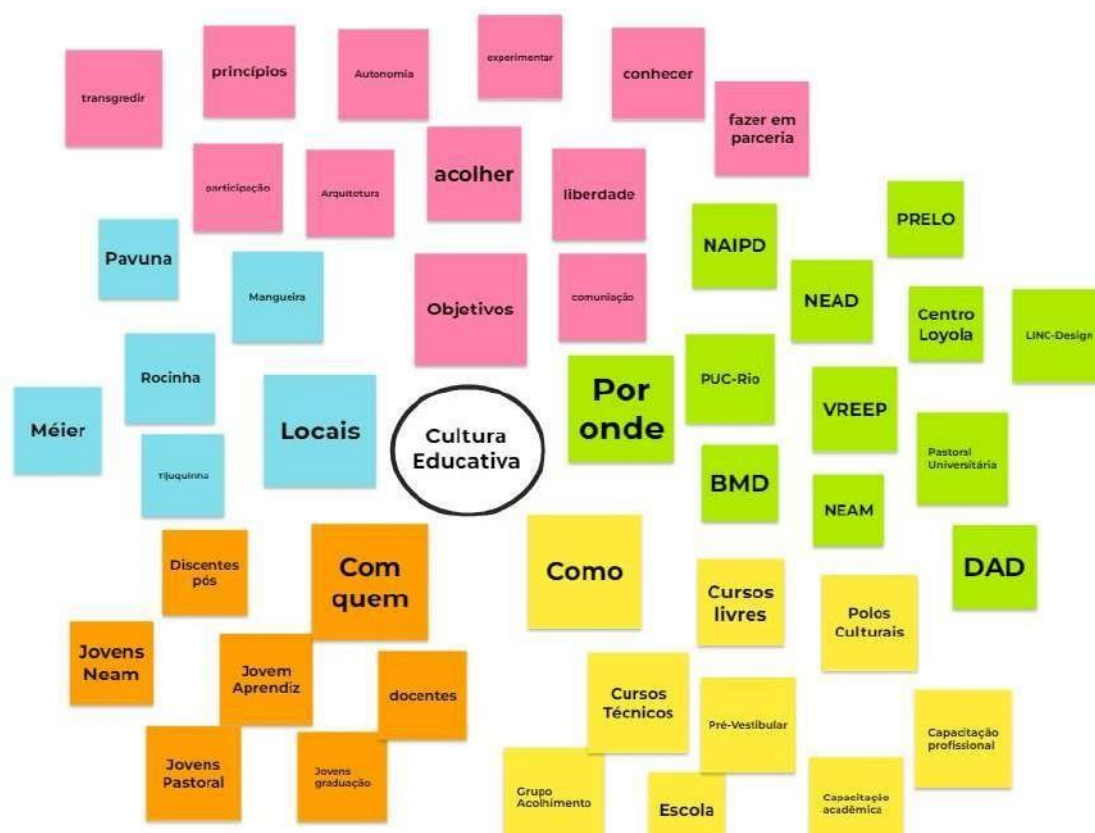 transgredir
princípios
Autonomia
experimentar
conhecer
fazer em
parceria
participação
Arquitetura
acolher
liberdade
Objetivos
comuniação
Pavuna
Mangueira
Rocinha
Méier
Locais
Tijuquinha
Cultura
Educativa
Por
onde
NAIPD
PRELO
NEAD
Centro
Loyola
LINC-Design
PUC-Rio
VREEP
Pastoral
Universitária
BMD
NEAM
DAD
Discentes
pós
Com
quem
Jovens
Neam
Jovem
Aprendiz
docentes
Jovens
Pastoral
Jovens
graduação
Como
Cursos
livres
Polos
Culturais
Cursos
Técnicos
Pré-Vestibular
Capacitação
profissional
Grupo
Acolhimento
Escola
Capacitação
acadêmica